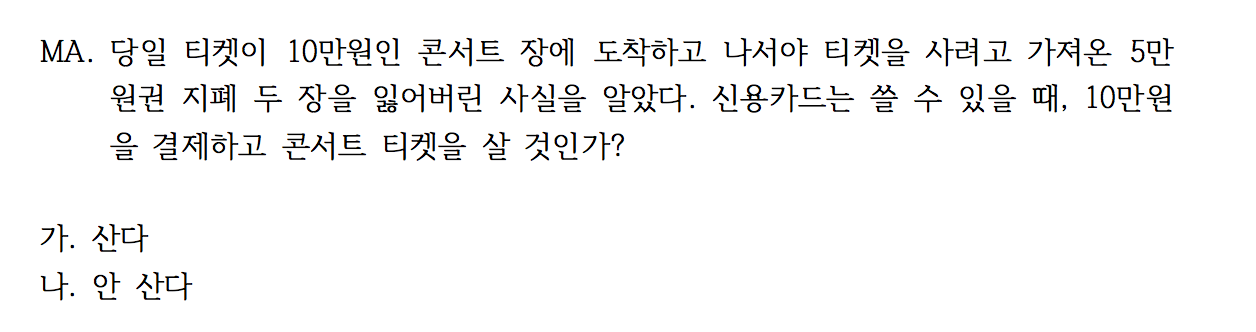 MA. 당일 티켓이 10만원인 콘서트 장에 도착하고 나서야 티켓을 사려고 가져온 5만
원권 지폐 두 장을 잃어버린 사실을 알았다. 신용카드는 쓸 수 있을 때, 10만원
을 결제하고 콘서트 티켓을 살 것인가?
가. 산다
나. 안 산다